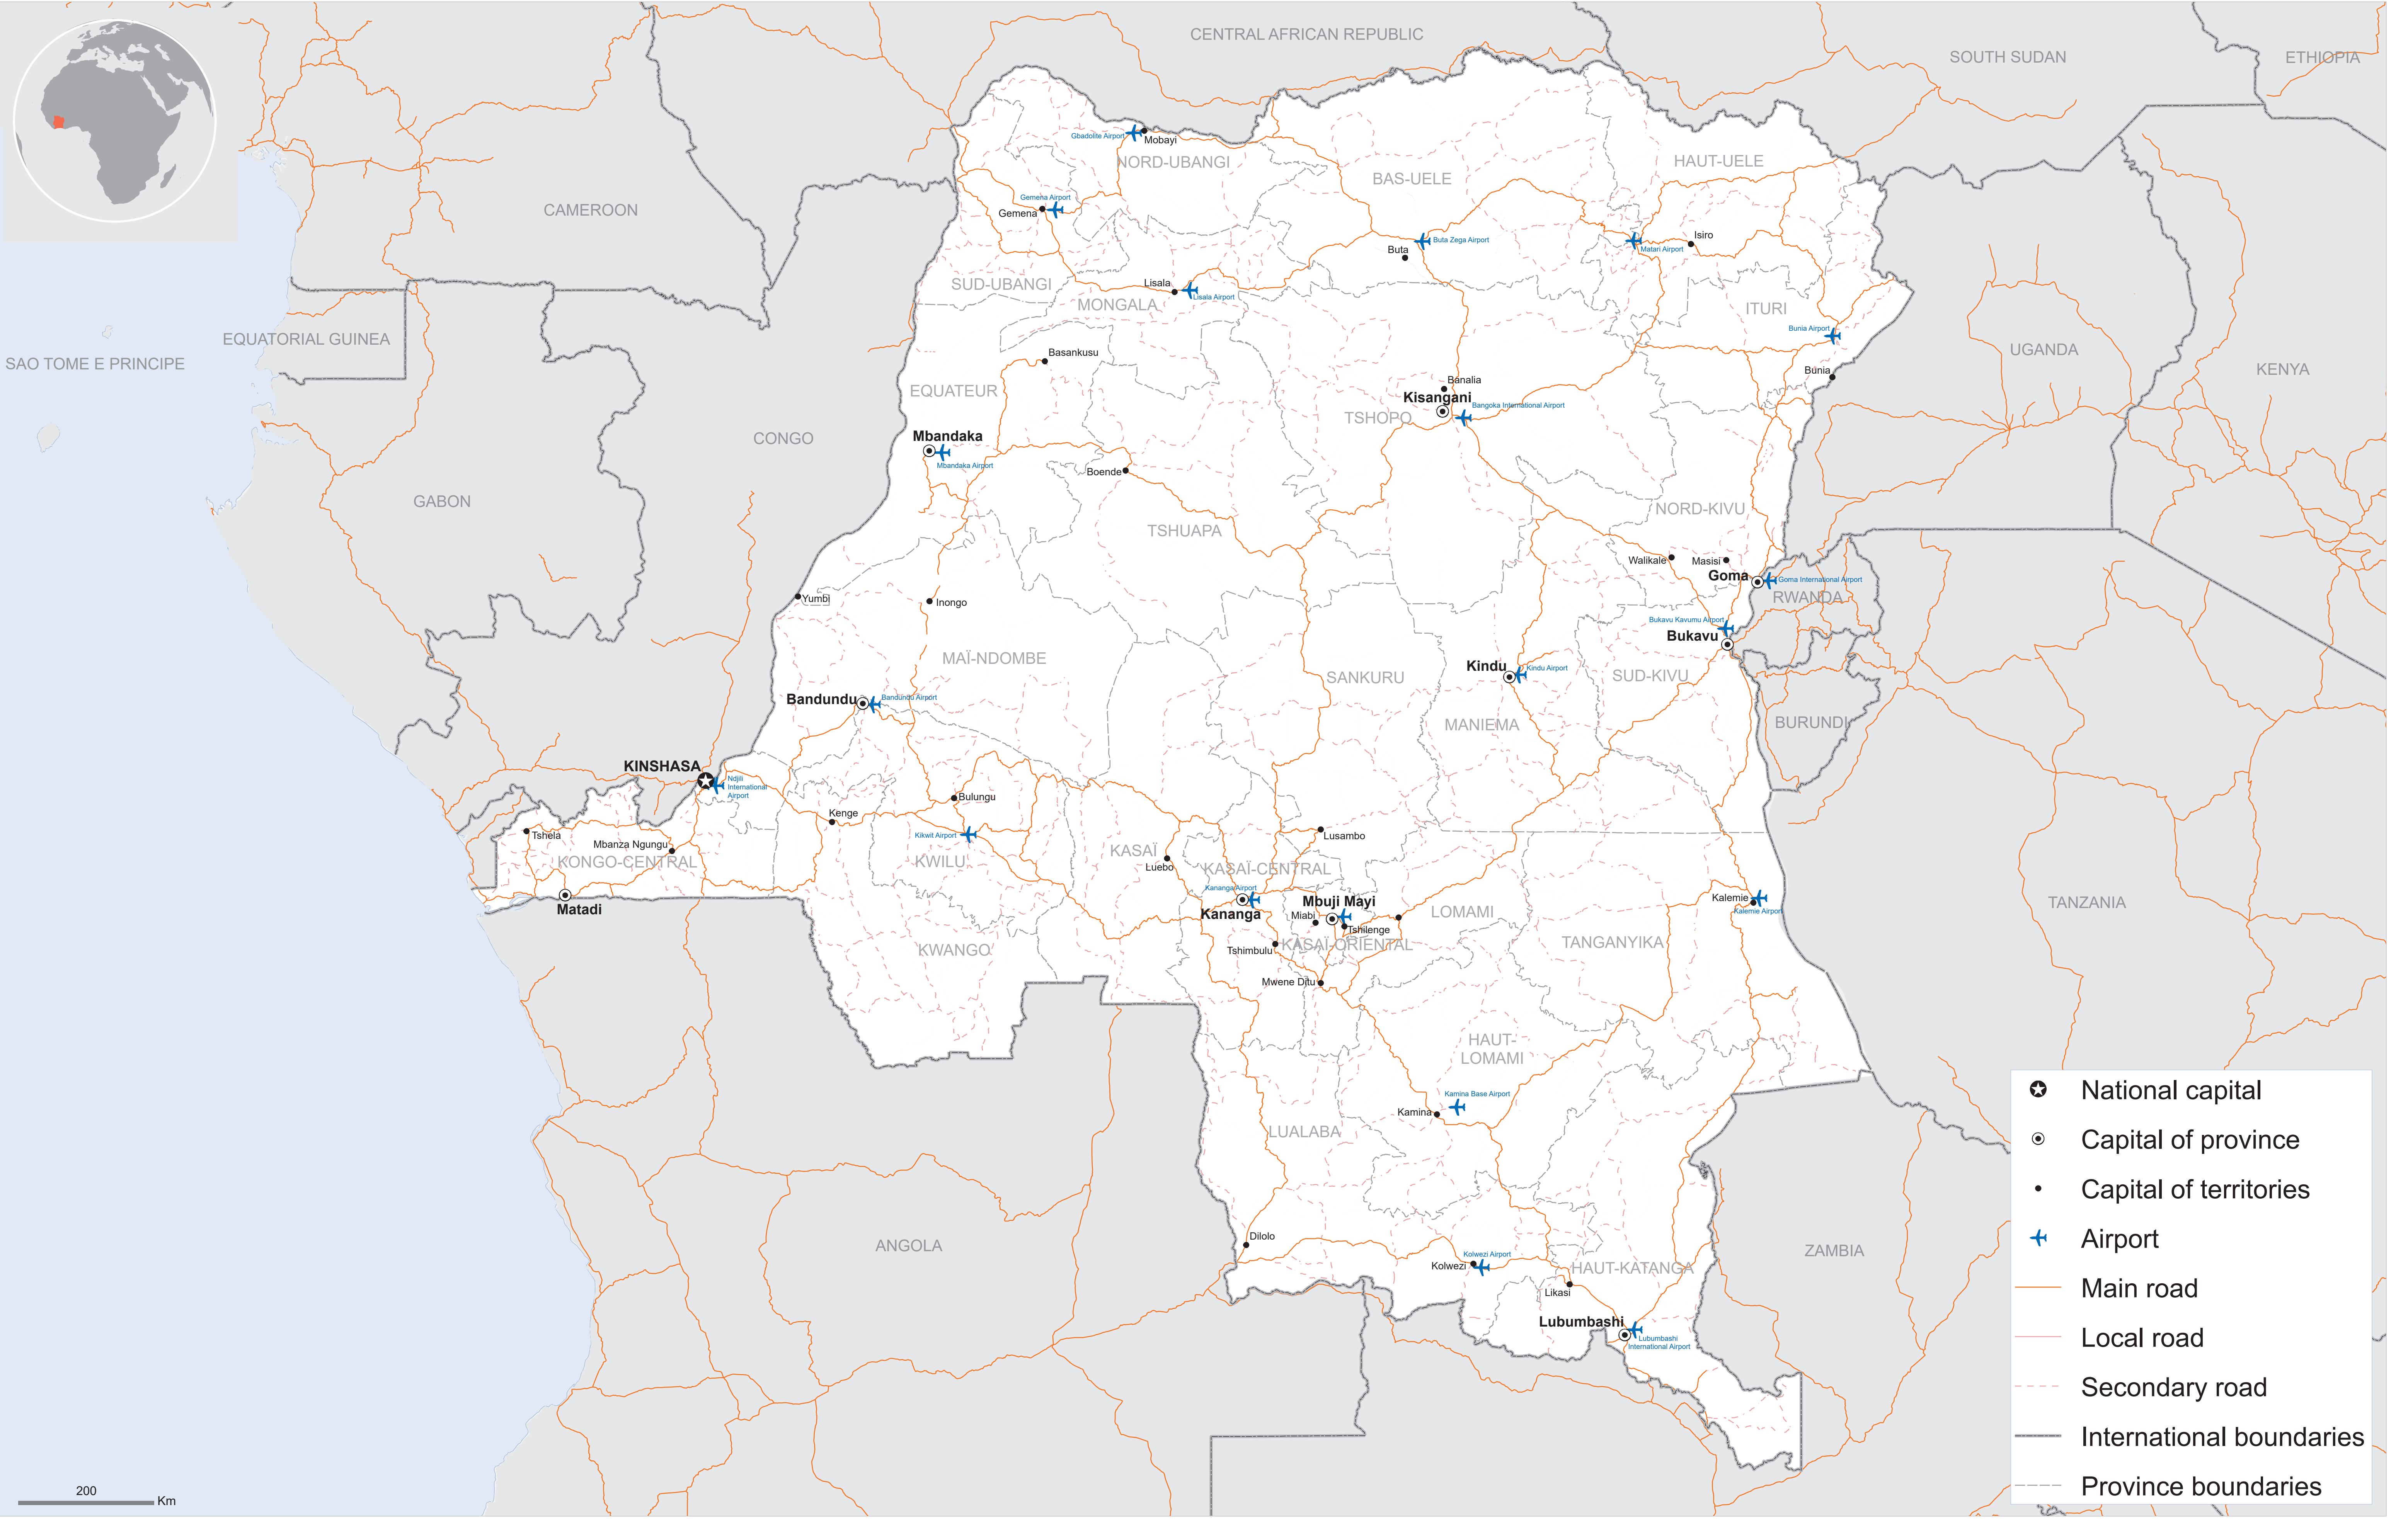 CENTRAL AFRICAN REPUBLIC
SOUTH SUDAN
ETHIOPIA
Gbadolite Airport
Mobayi
NORD-UBANGI
HAUT-UELE
BAS-UELE
Gemena Airport
Gemena
CAMEROON
Buta Zega Airport
Buta
Isiro
Matari Airport
SUD-UBANGI
Lisala
Lisala Airport
MONGALA
ITURI
Bunia Airport
EQUATORIAL GUINEA
SAO TOME E PRINCIPE
UGANDA
KENYA
Basankusu
Bunia
EQUATEUR
Banalia
Kisangani
Bangoka International Airport
TSHOPO
CONGO
Mbandaka
Mbandaka Airport
Boende
GABON
NORD-KIVU
TSHUAPA
Walikale
Masisi
Goma
Goma International Airport
RWANDA
Yumbi
Inongo
Bukavu Kavumu Airport
Bukavu
MAÏ-NDOMBE
Kindu
Kindu Airport
SANKURU
SUD-KIVU
Bandundu
Bandundu Airport
MANIEMA
BURUNDI
KINSHASA
Ndjili
International
Airport
Bulungu
Kenge
Kikwit Airport
Tshela
Lusambo
Mbanza Ngungu
KONGO-CENTRAL
KWILU
KASAÏ
Luebo
KASAÏ-CENTRAL
Kananga Airport
Kananga
Mbuji Mayi
Miabi
Tshilenge
LOMAMI
Kalemie
Kalemie Airport
TANZANIA
Matadi
KWANGO
Tshimbulu
KASAÏ-ORIENTAL
TANGANYIKA
Mwene Ditu
HAUT-
LOMAMI
Kamina Base Airport
Kamina
LUALABA
ANGOLA
Dilolo
Kolwezi Airport
Kolwezi
HAUT-KATANGA
Likasi
ZAMBIA
Lubumbashi
Lubumbashi
International Airport
National capital
Capital of province
Capital of territories
Airport
Main road
Local road
Secondary road
International boundaries
Province boundaries
200
Km